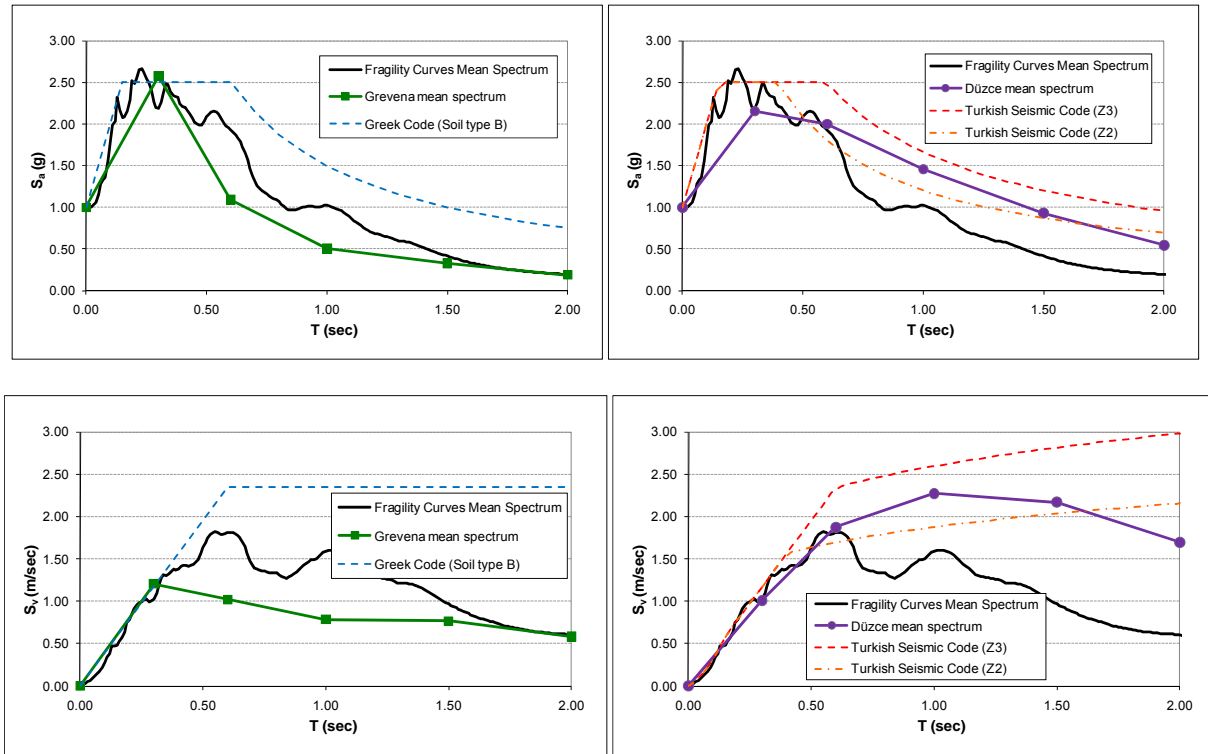 3.00
2.50
2.00
1.50
1.00
0.50
0.00
Sa (g)
0.00 0.50 1.00 1.50 2.00
T (sec)
Fragility Curves Mean Spectrum
Grevena mean spectrum
Greek Code (Soil type B)
3.00
2.50
2.00
1.50
1.00
0.50
0.00
Sa (g)
0.00 0.50 1.00 1.50 2.00
T (sec)
Fragility Curves Mean Spectrum
Düzce mean spectrum
Turkish Seismic Code (Z3)
Turkish Seismic Code (Z2)
3.00
2.50
2.00
1.50
1.00
0.50
0.00
Sv (m/sec)
0.00 0.50 1.00 1.50 2.00
T (sec)
Fragility Curves Mean Spectrum
Grevena mean spectrum
Greek Code (Soil type B)
3.00
2.50
2.00
1.50
1.00
0.50
0.00
Sv (m/sec)
0.00 0.50 1.00 1.50 2.00
T (sec)
Fragility Curves Mean Spectrum
Düzce mean spectrum
Turkish Seismic Code (Z3)
Turkish Seismic Code (Z2)